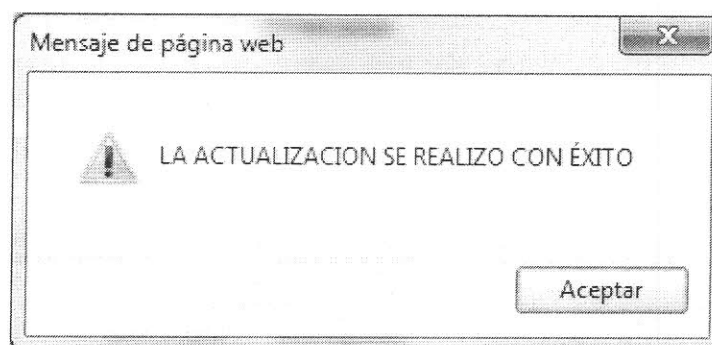 Mensaje de página web
LA ACTUALIZACION SE REALIZO CON ÉXITO
Aceptar